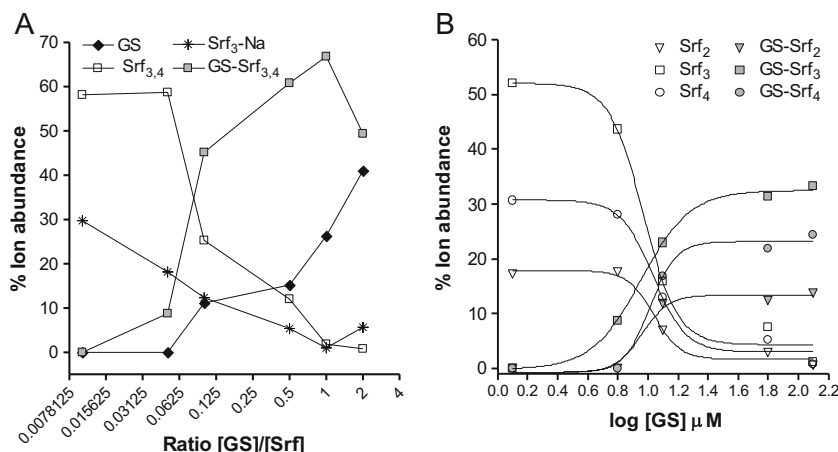 A
GS
Srf3-Na
Srf3,4
GS-Srf3,4
% Ion abundance
70
60
50
40
30
20
10
0
0.0078125
0.015625
0.03125
0.0625
0.125
0.25
0.5
1
2
4
Ratio [GS]/[Srf]
B
Srf2
GS-Srf2
Srf3
GS-Srf3
Srf4
GS-Srf4
% Ion abundance
60
50
40
30
20
10
0
0.0 0.2 0.4 0.6 0.8 1.0 1.2 1.4 1.6 1.8 2.0 2.2
log [GS] µM